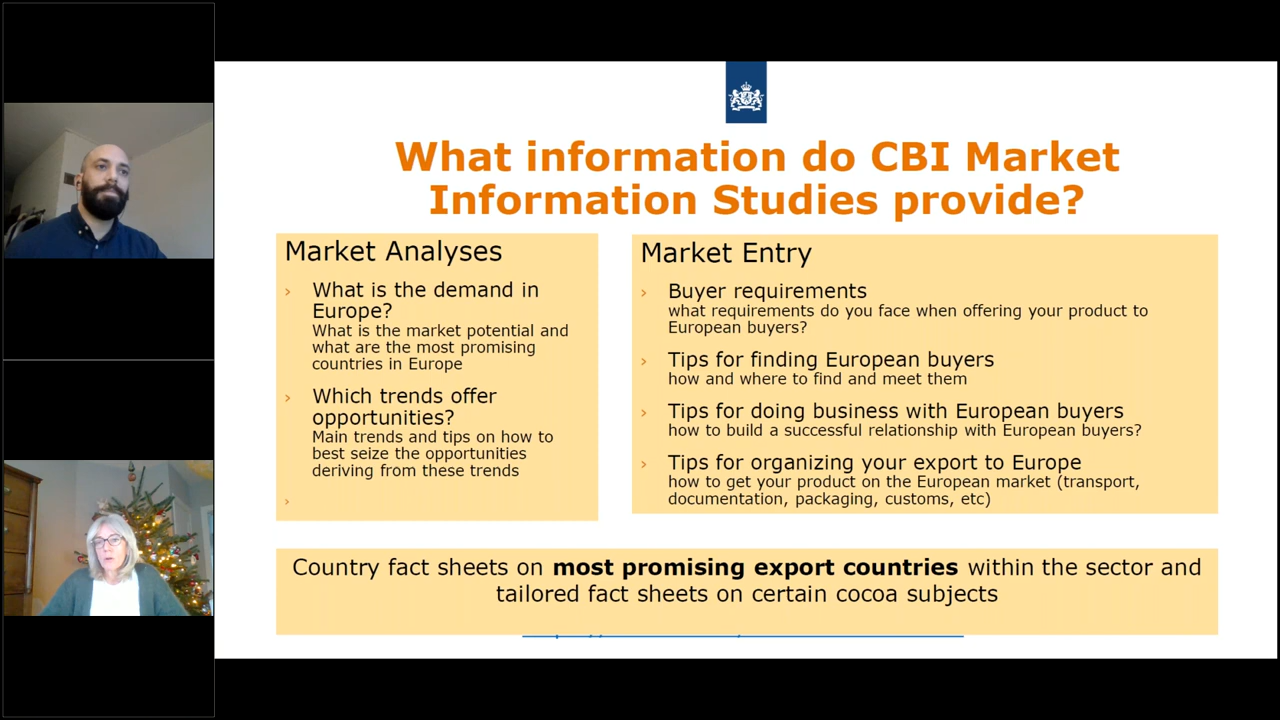 What information do CBI Market
Information Studies provide?
Market Analyses
› What is the demand in
Europe?
What is the market potential and
what are the most promising
countries in Europe
› Which trends offer
opportunities?
Main trends and tips on how to
best seize the opportunities
deriving from these trends
›
Market Entry
› Buyer requirements
what requirements do you face when offering your product to
European buyers?
› Tips for finding European buyers
how and where to find and meet them
› Tips for doing business with European buyers
how to build a successful relationship with European buyers?
› Tips for organizing your export to Europe
how to get your product on the European market (transport,
documentation, packaging, customs, etc)
Country fact sheets on most promising export countries within the sector and
tailored fact sheets on certain cocoa subjects